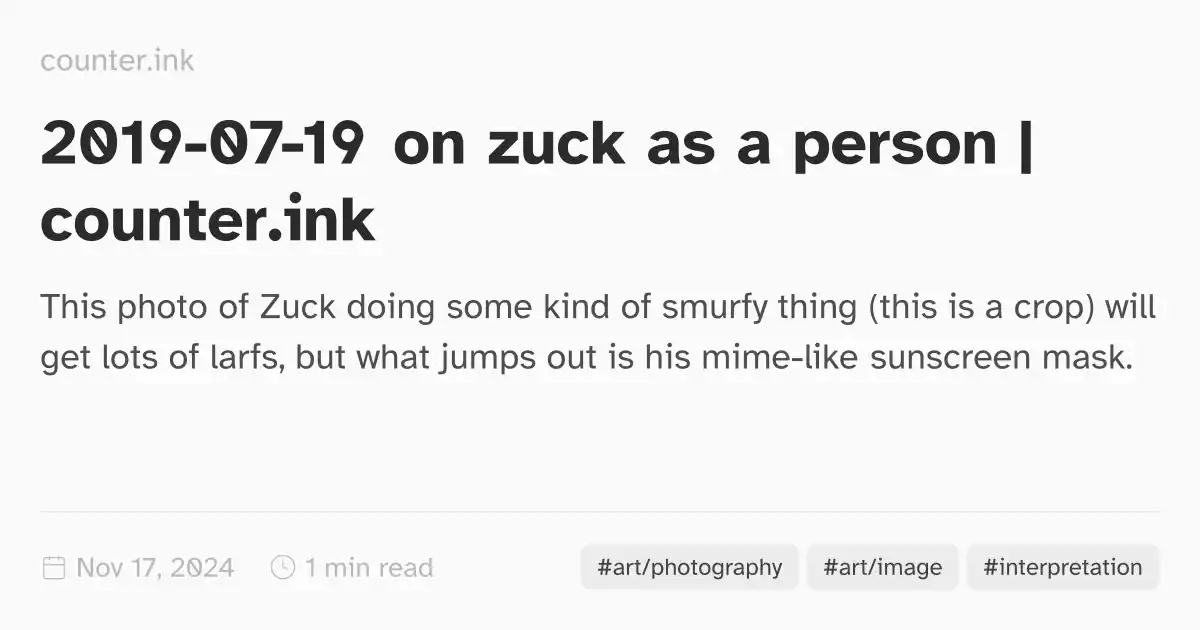 counter.ink
2019-07-19 on zuck as a person |
counter.ink
This photo of Zuck doing some kind of smurfy thing (this is a crop) will
get lots of larfs, but what jumps out is his mime-like sunscreen mask.
Nov 17, 2024 1 min read #art/photography #art/image #interpretation